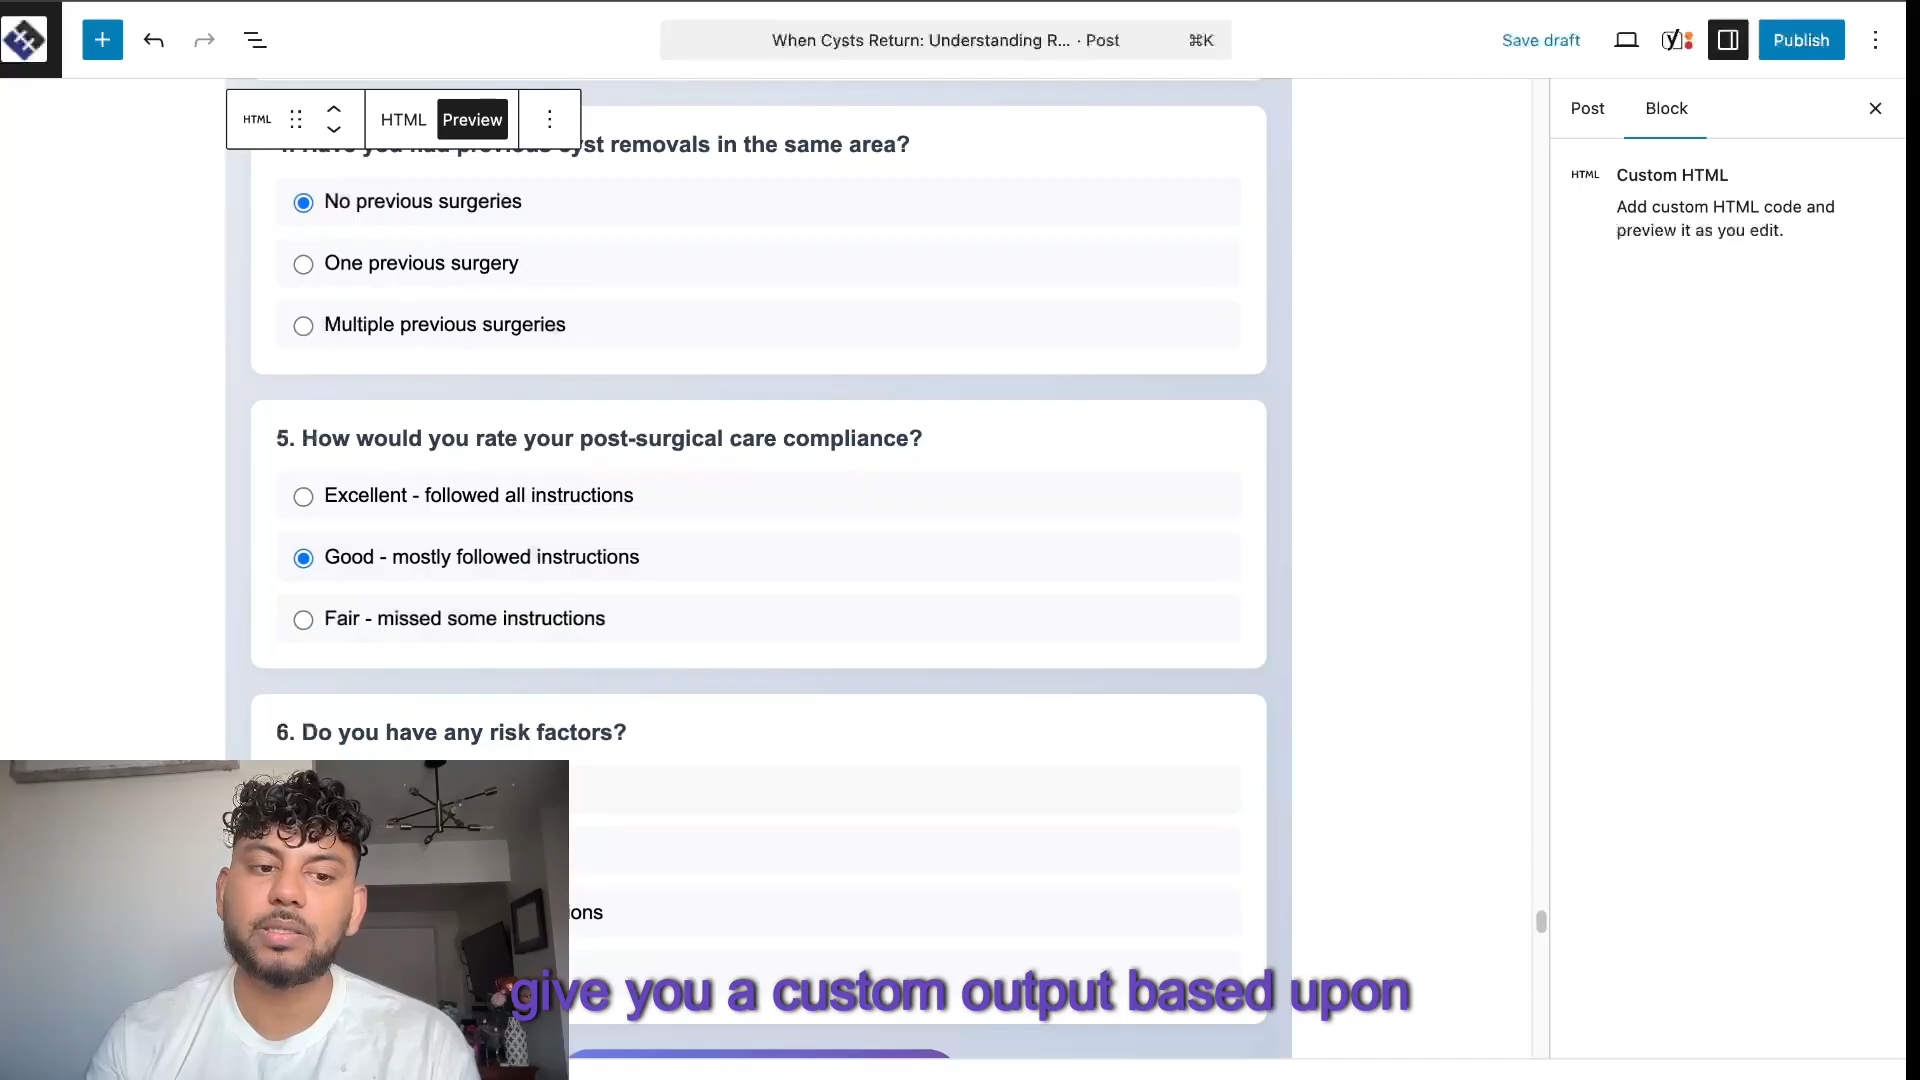 When Cysts Return: Understanding R... · Post ⌘K
Save draft
Publish
HTML HTML Preview
Post Block
st removals in the same area?
No previous surgeries
One previous surgery
Multiple previous surgeries
HTML Custom HTML
Add custom HTML code and
preview it as you edit.
5. How would you rate your post-surgical care compliance?
Excellent - followed all instructions
Good - mostly followed instructions
Fair - missed some instructions
6. Do you have any risk factors?
ions
give you a custom output based upon